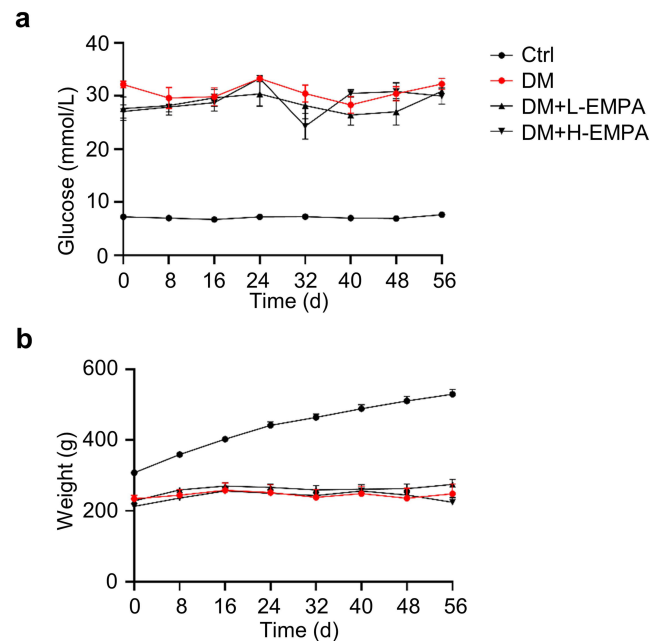 a
40
30
20
10
0
Glucose (mmol/L)
0 8 16 24 32 40 48 56
Time (d)
Ctrl
DM
DM+L-EMPA
DM+H-EMPA
b
600
400
200
0
Weight (g)
0 8 16 24 32 40 48 56
Time (d)